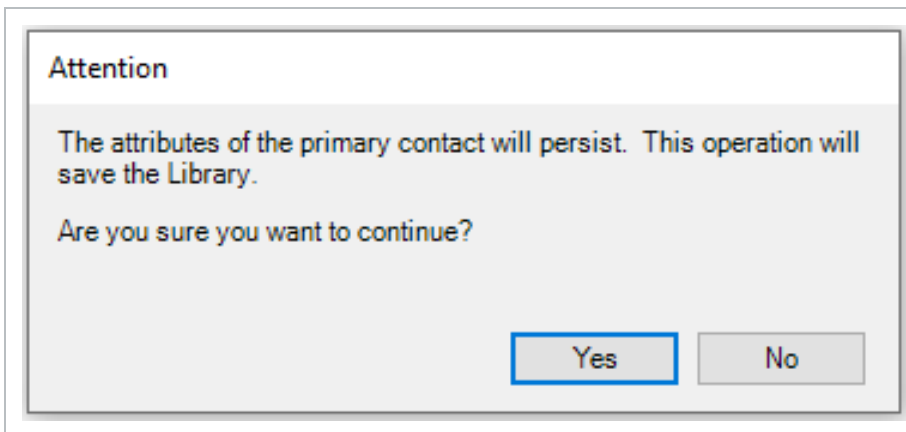 Attention
The attributes of the primary contact will persist.  This operation will
save the Library.
Are you sure you want to continue?
Yes
No